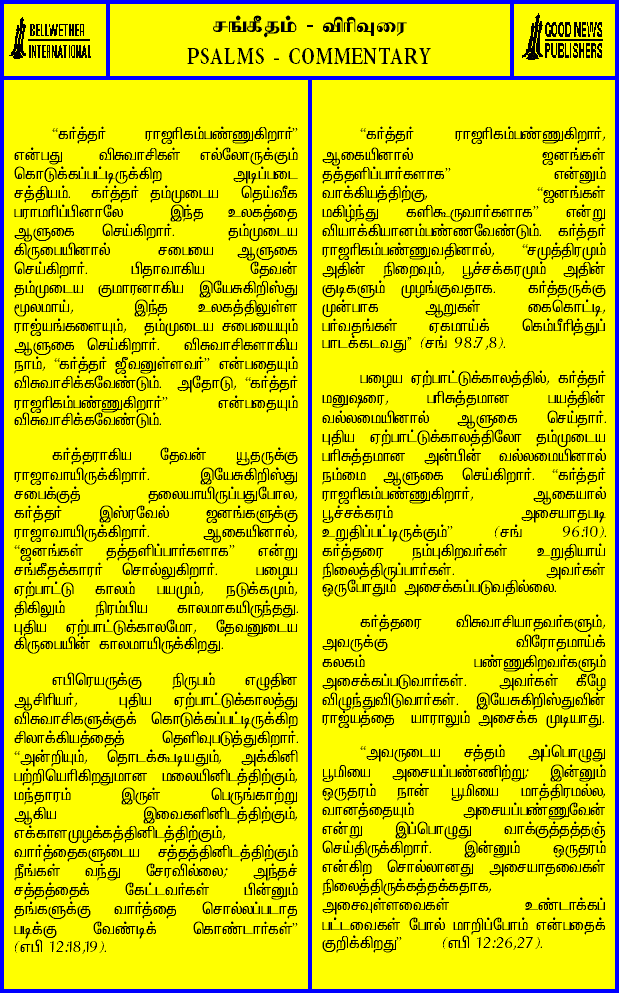 BELLWETHER
INTERNATIONAL
சங்கீதம் - விரிவுரை
PSALMS - COMMENTARY
GOOD NEWS
PUBLISHERS
“கர்த்தர் ராஜரிகம்பண்ணுகிறார்”
என்பது விசுவாசிகள் எல்லோருக்கும்
கொடுக்கப்பட்டிருக்கிற அடிப்படை
சத்தியம். கர்த்தர் தம்முடைய தெய்வீக
பராமரிப்பினாலே இந்த உலகத்தை
ஆளுகை செய்கிறார். தம்முடைய
கிருபையினால் சபையை ஆளுகை
செய்கிறார். பிதாவாகிய தேவன்
தம்முடைய குமாரனாகிய இயேசுகிறிஸ்து
மூலமாய், இந்த உலகத்திலுள்ள
ராஜ்யங்களையும், தம்முடைய சபையையும்
ஆளுகை செய்கிறார். விசுவாசிகளாகிய
நாம், “கர்த்தர் ஜீவனுள்ளவர்” என்பதையும்
விசுவாசிக்கவேண்டும். அதோடு, “கர்த்தர்
ராஜரிகம்பண்ணுகிறார்” என்பதையும்
விசுவாசிக்கவேண்டும்.
கர்த்தராகிய தேவன் யூதருக்கு
ராஜாவாயிருக்கிறார். இயேசுகிறிஸ்து
சபைக்குத் தலையாயிருப்பதுபோல,
கர்த்தர் இஸ்ரவேல் ஜனங்களுக்கு
ராஜாவாயிருக்கிறார். ஆகையினால்,
“ஜனங்கள் தத்தளிப்பார்களாக” என்று
சங்கீதக்காரர் சொல்லுகிறார். பழைய
ஏற்பாட்டு காலம் பயமும், நடுக்கமும்,
திகிலும் நிரம்பிய காலமாகயிருந்தது.
புதிய ஏற்பாட்டுக்காலமோ, தேவனுடைய
கிருபையின் காலமாயிருக்கிறது.
எபிரெயருக்கு நிருபம் எழுதின
ஆசிரியர், புதிய ஏற்பாட்டுகாலத்து
விசுவாசிகளுக்குக் கொடுக்கப்பட்டிருக்கிற
சிலாக்கியத்தைத் தெளிவுபடுத்துகிறார்.
“அன்றியும், தொடக்கூடியதும், அக்கினி
பற்றியெரிகிறதுமான மலையினிடத்திற்கும்,
மந்தாரம் இருள் பெருங்காற்று
ஆகிய இவைகளினிடத்திற்கும்,
எக்காளமுழக்கத்தினிடத்திற்கும்,
வார்த்தைகளுடைய சத்தத்தினிடத்திற்கும்
நீங்கள் வந்து சேரவில்லை; அந்தச்
சத்தத்தைக் கேட்டவர்கள் பின்னும்
தங்களுக்கு வார்த்தை சொல்லப்படாத
படிக்கு வேண்டிக் கொண்டார்கள்”
(எபி 12:18,19).
“கர்த்தர் ராஜரிகம்பண்ணுகிறார்,
ஆகையினால் ஜனங்கள்
தத்தளிப்பார்களாக” என்னும்
வாக்கியத்திற்கு, “ஜனங்கள்
மகிழ்ந்து களிகூருவார்களாக” என்று
வியாக்கியானம்பண்ணவேண்டும். கர்த்தர்
ராஜரிகம்பண்ணுவதினால், “சமுத்திரமும்
அதின் நிறைவும், பூச்சக்கரமும் அதின்
குடிகளும் முழங்குவதாக. கர்த்தருக்கு
முன்பாக ஆறுகள் கைகொட்டி,
பர்வதங்கள் ஏகமாய்க் கெம்பீரித்துப்
பாடக்கடவது” (சங் 98:7,8).
பழைய ஏற்பாட்டுக்காலத்தில், கர்த்தர்
மனுஷரை, பரிசுத்தமான பயத்தின்
வல்லமையினால் ஆளுகை செய்தார்.
புதிய ஏற்பாட்டுக்காலத்திலோ தம்முடைய
பரிசுத்தமான அன்பின் வல்லமையினால்
நம்மை ஆளுகை செய்கிறார். “கர்த்தர்
ராஜரிகம்பண்ணுகிறார், ஆகையால்
பூச்சக்கரம் அசையாதபடி
உறுதிப்பட்டிருக்கும்” (சங் 96:10).
கர்த்தரை நம்புகிறவர்கள் உறுதியாய்
நிலைத்திருப்பார்கள். அவர்கள்
ஒருபோதும் அசைக்கப்படுவதில்லை.
கர்த்தரை விசுவாசியாதவர்களும்,
அவருக்கு விரோதமாய்க்
கலகம் பண்ணுகிறவர்களும்
அசைக்கப்படுவார்கள். அவர்கள் கீழே
விழுந்துவிடுவார்கள். இயேசுகிறிஸ்துவின்
ராஜ்யத்தை யாராலும் அசைக்க முடியாது.
“அவருடைய சத்தம் அப்பொழுது
பூமியை அசையப்பண்ணிற்று; இன்னும்
ஒருதரம் நான் பூமியை மாத்திரமல்ல,
வானத்தையும் அசையப்பண்ணுவேன்
என்று இப்பொழுது வாக்குத்தத்தஞ்
செய்திருக்கிறார். இன்னும் ஒருதரம்
என்கிற சொல்லானது அசையாதவைகள்
நிலைத்திருக்கத்தக்கதாக,
அசைவுள்ளவைகள் உண்டாக்கப்
பட்டவைகள் போல் மாறிப்போம் என்பதைக்
குறிக்கிறது” (எபி 12:26,27).